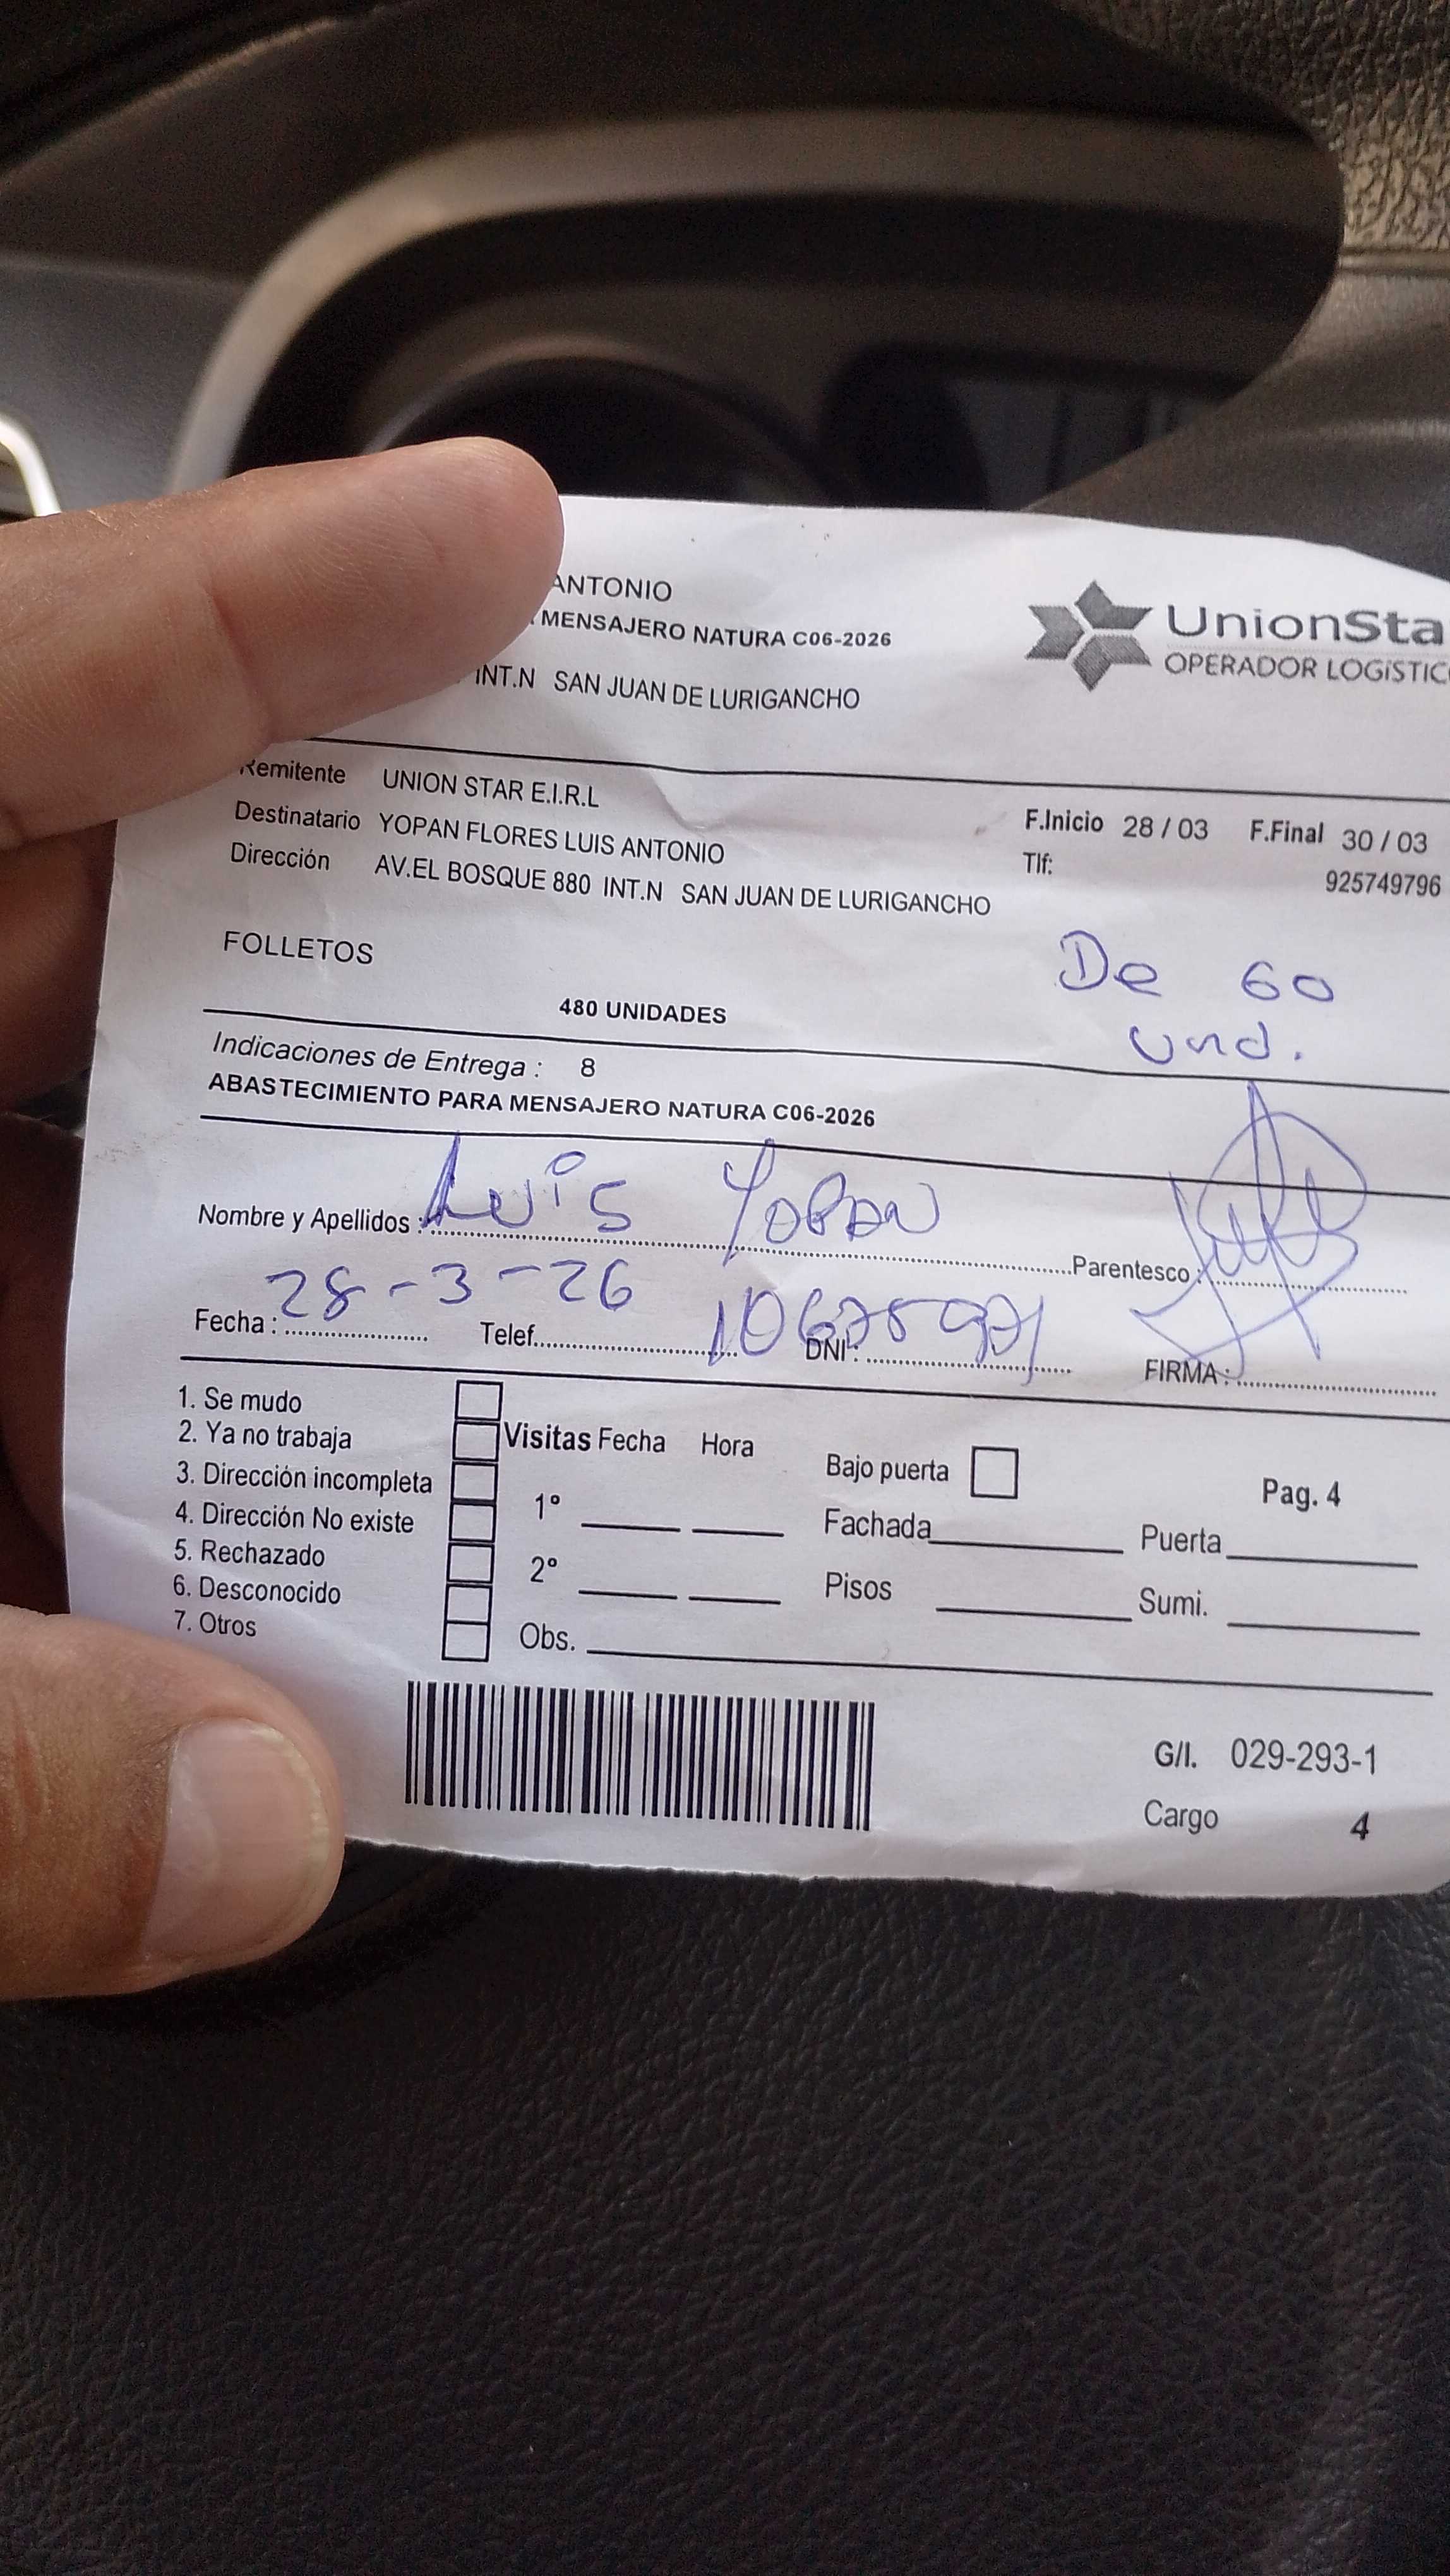 ANTONIO
MENSAJERO NATURA C06-2026
INT.N SAN JUAN DE LURIGANCHO
UnionSta
OPERADOR LOGÍSTIC
Remitente UNION STAR E.I.R.L
Destinatario YOPAN FLORES LUIS ANTONIO
Dirección AV.EL BOSQUE 880 INT.N SAN JUAN DE LURIGANCHO
F.Inicio 28 / 03 F.Final 30 / 03
Tlf: 925749796
FOLLETOS
De 60
und.
480 UNIDADES
Indicaciones de Entrega : 8
ABASTECIMIENTO PARA MENSAJERO NATURA C06-2026
Nombre y Apellidos : Luis Yopan Parentesco :
Fecha : 28-3-26 Telef. DNI : FIRMA :
1. Se mudo
2. Ya no trabaja
3. Dirección incompleta
4. Dirección No existe
5. Rechazado
6. Desconocido
7. Otros
Visitas Fecha Hora
1º
2º
Obs.
Bajo puerta
Fachada
Pisos
Pag. 4
Puerta
Sumi.
G/I. 029-293-1
Cargo 4